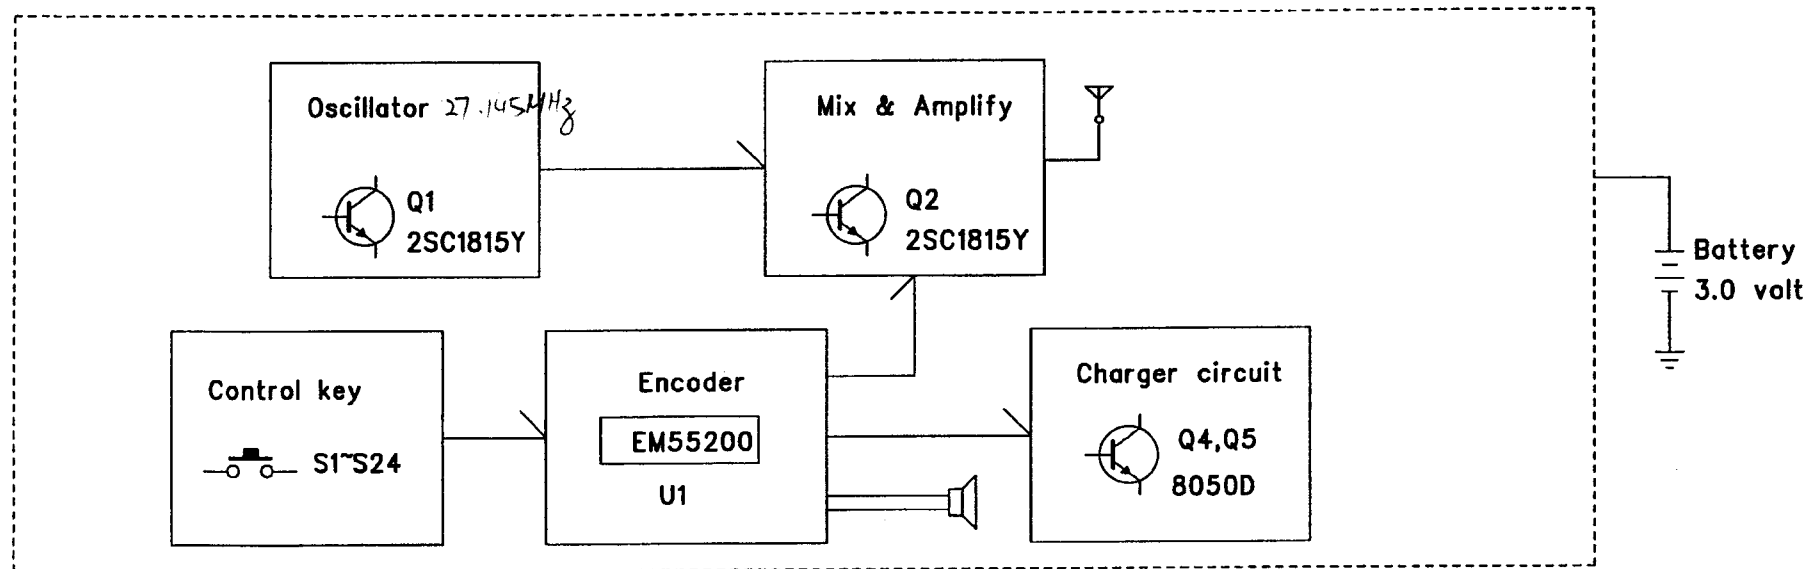 Oscillator 27.145MHz
Q1
2SC1815Y
Mix & Amplify
Q2
2SC1815Y
Battery
3.0 volt
Control key
S1~S24
Encoder
EM55200
U1
Charger circuit
Q4,Q5
8050D